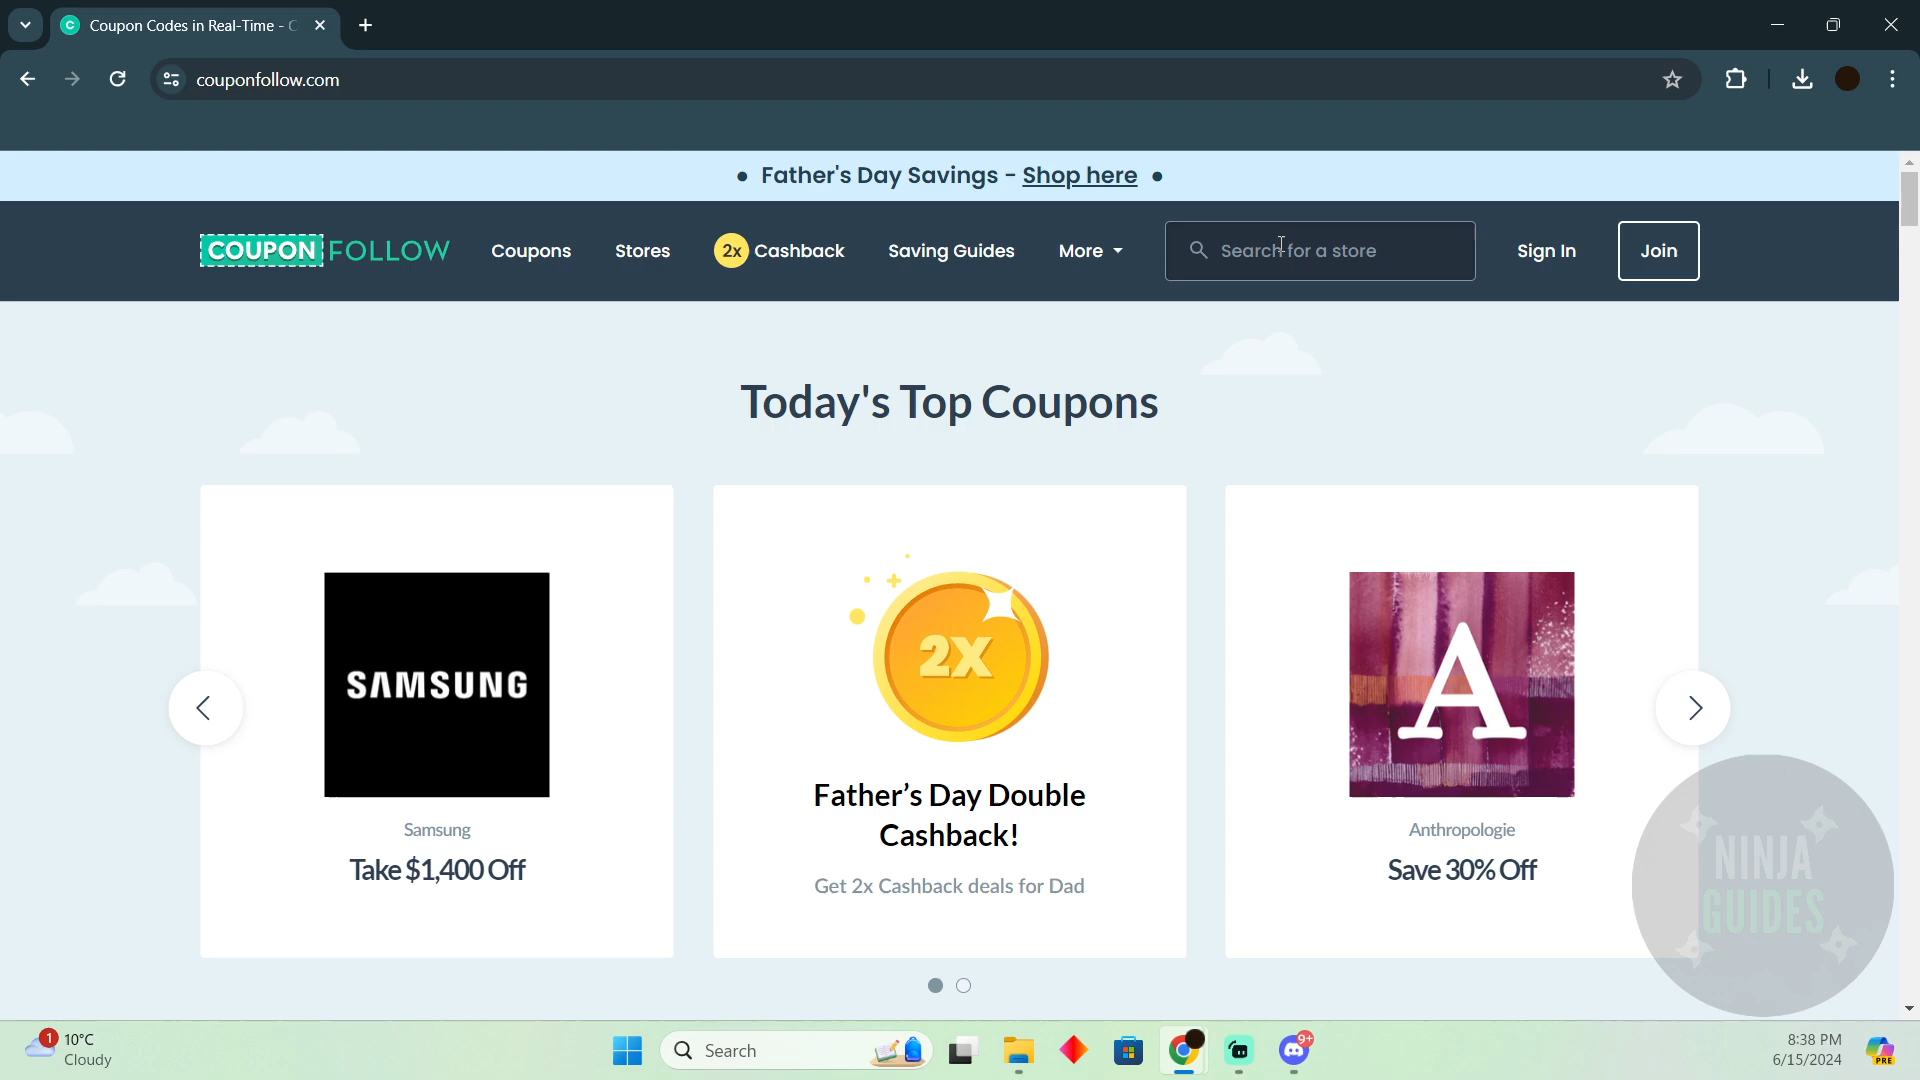 Coupon Codes in Real-Time - C
couponfollow.com
• Father's Day Savings - Shop here •
COUPON FOLLOW
Coupons
Stores
2x Cashback
Saving Guides
More
Search for a store
Sign In
Join
Today's Top Coupons
SAMSUNG
Samsung
Take $1,400 Off
2X
Father's Day Double
Cashback!
Get 2x Cashback deals for Dad
A
Anthropologie
Save 30% Off
NINJA
GUIDES
1
10°C
Cloudy
Search
9+
8:38 PM
6/15/2024
PRE